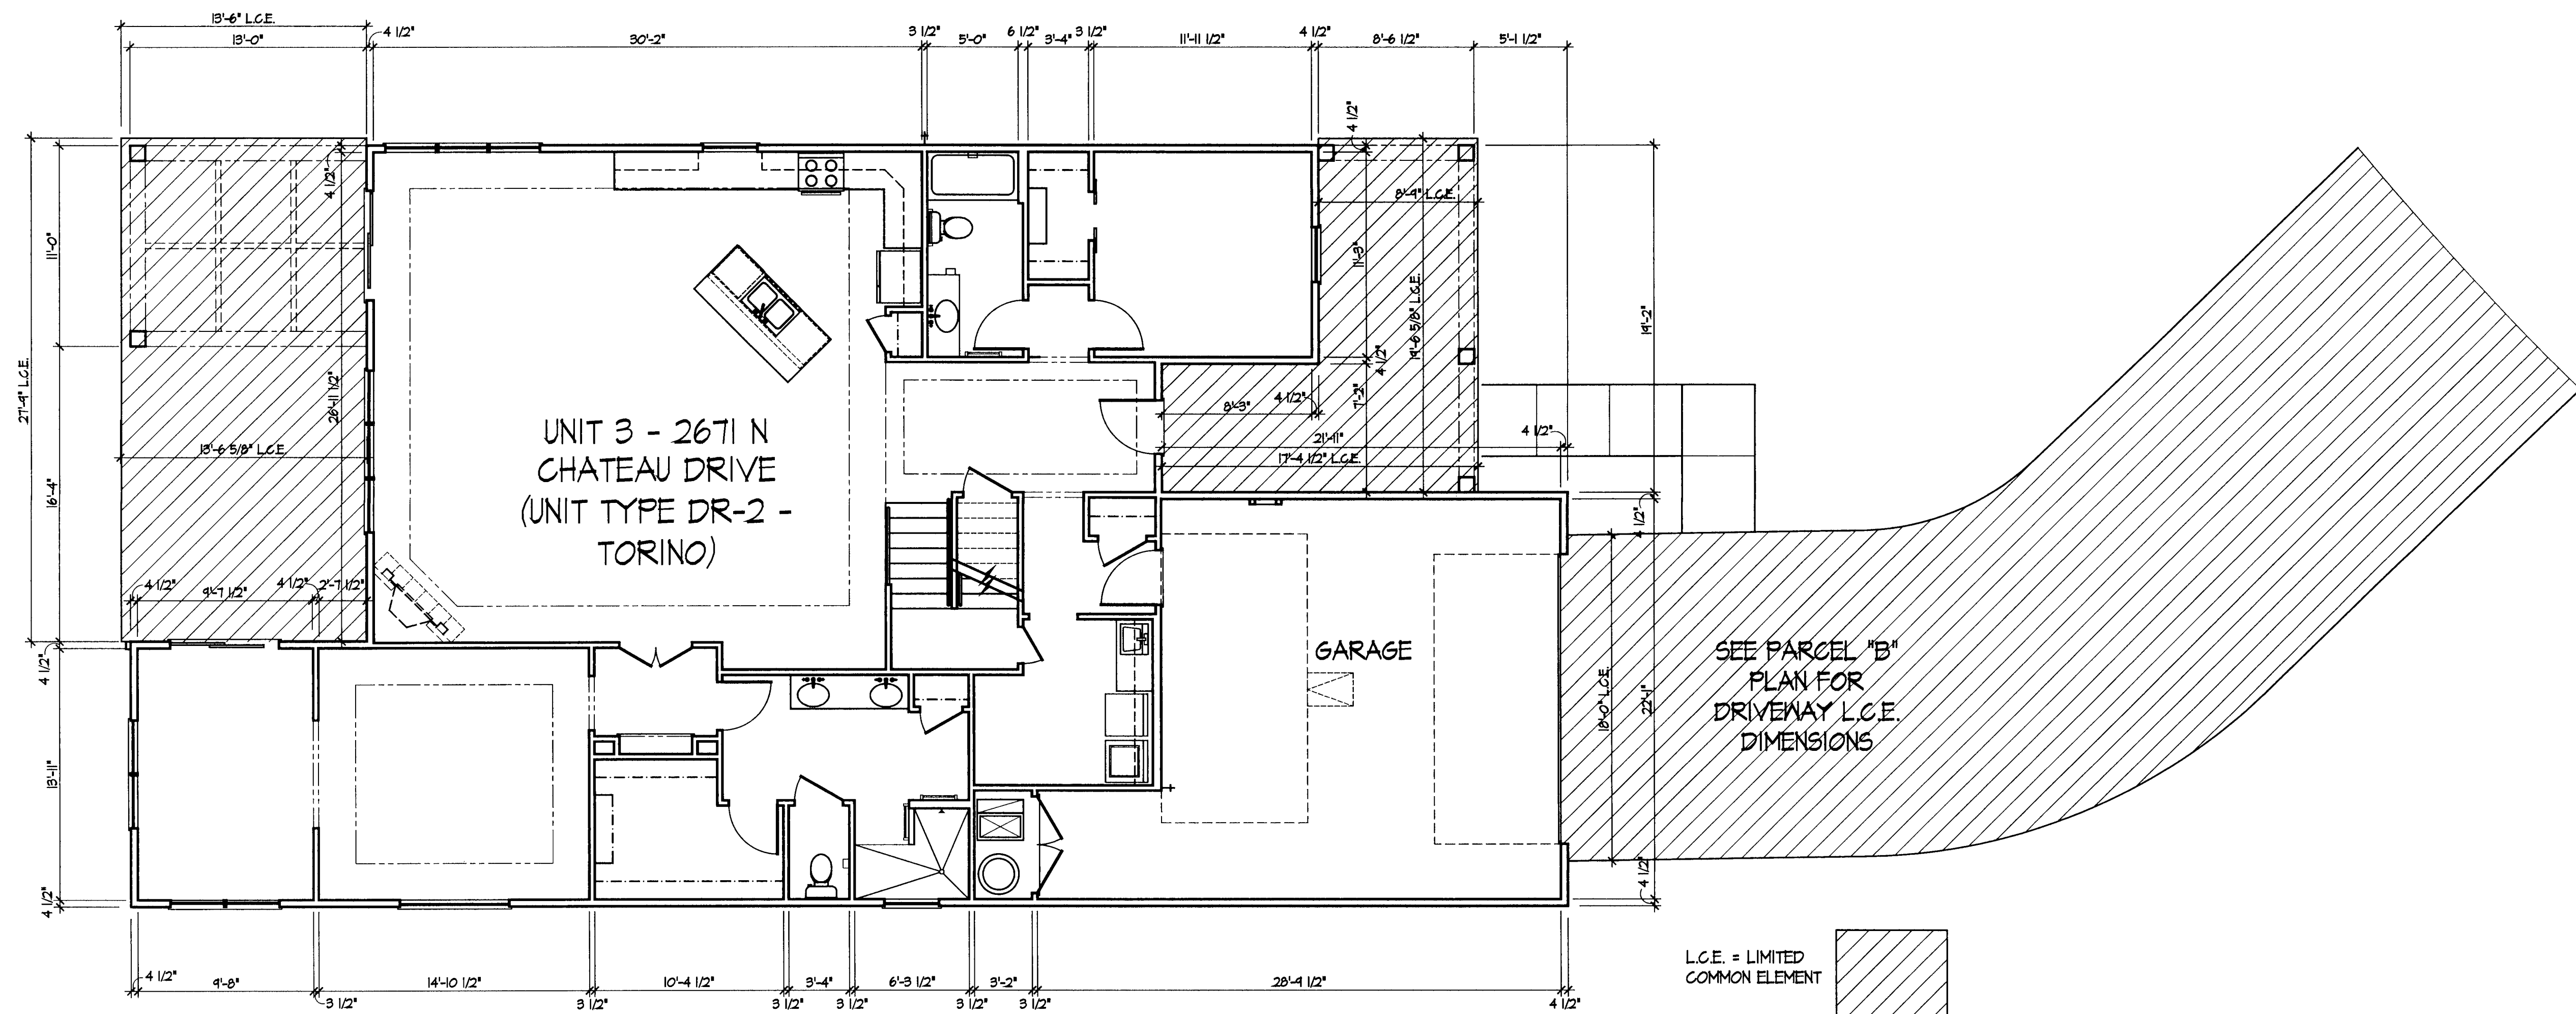 13'-6" L.C.E.
13'-0"
4 1/2"
30'-2"
3 1/2"
5'-0"
6 1/2"
3'-4"
3 1/2"
11'-11 1/2"
4 1/2"
8'-6 1/2"
5'-1 1/2"
4 1/2"
4 1/2"
8'-9" L.C.E.
11'-0"
11'-3"
19'-6 5/8" L.C.E.
19'-2"
27'-9" L.C.E.
26'-11 1/2"
4 1/2"
7'-2"
8'-3"
4 1/2"
UNIT 3 - 2671 N
CHATEAU DRIVE
(UNIT TYPE DR-2 -
TORINO)
13'-6 5/8" L.C.E.
21'-11"
4 1/2"
17'-4 1/2" L.C.E.
16'-4"
4 1/2"
4 1/2"
9'-7 1/2"
4 1/2"
2'-7 1/2"
GARAGE
SEE PARCEL "B"
PLAN FOR
DRIVEWAY L.C.E.
DIMENSIONS
4 1/2"
18'-0" L.C.E.
22'-1"
13'-11"
4 1/2"
4 1/2"
L.C.E. = LIMITED
COMMON ELEMENT
4 1/2"
9'-8"
3 1/2"
14'-10 1/2"
3 1/2"
10'-4 1/2"
3 1/2"
3'-4"
3 1/2"
6'-3 1/2"
3 1/2"
3'-2"
3 1/2"
28'-9 1/2"
4 1/2"